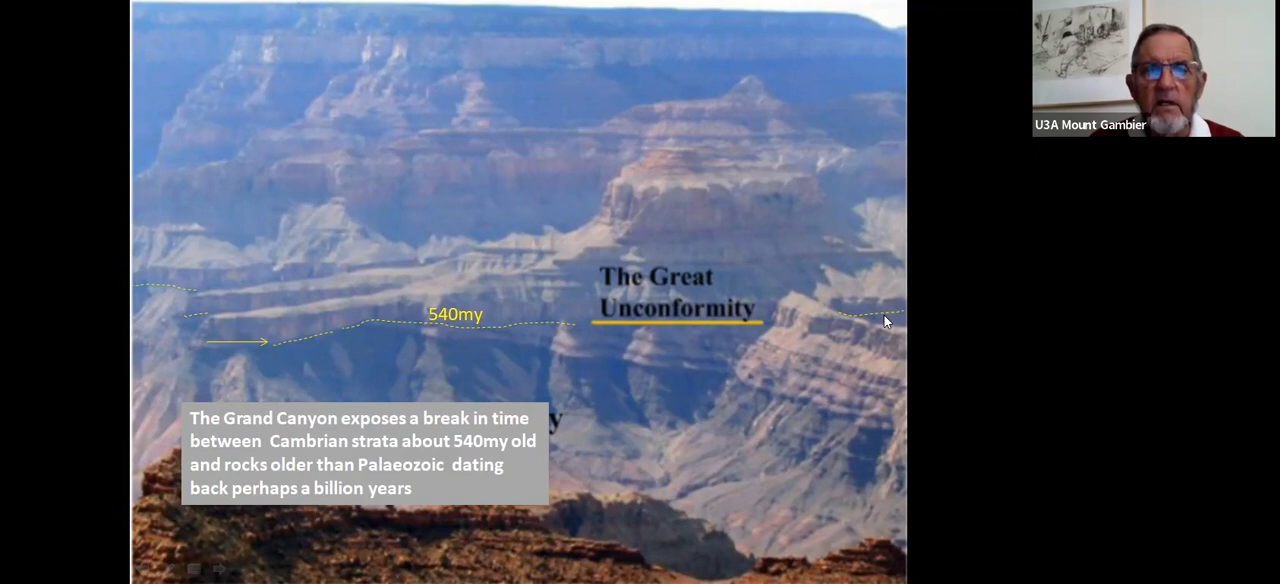 U3A Mount Gambier
The Great
Unconformity
540my
y
The Grand Canyon exposes a break in time
between Cambrian strata about 540my old
and rocks older than Palaeozoic dating
back perhaps a billion years